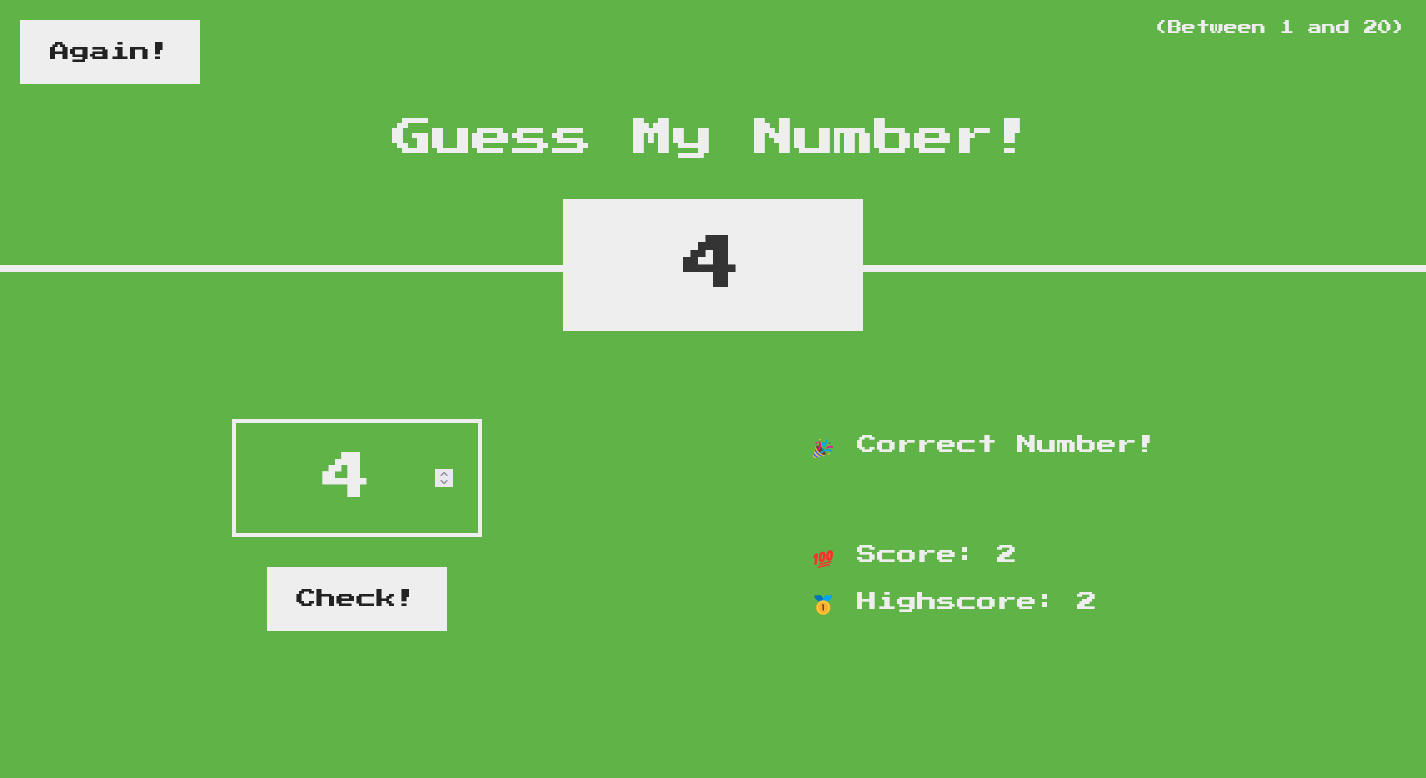 Again!
(Between 1 and 20)
Guess My Number!
4
4
Check!
🎉 Correct Number!
💯 Score: 2
🥇 Highscore: 2